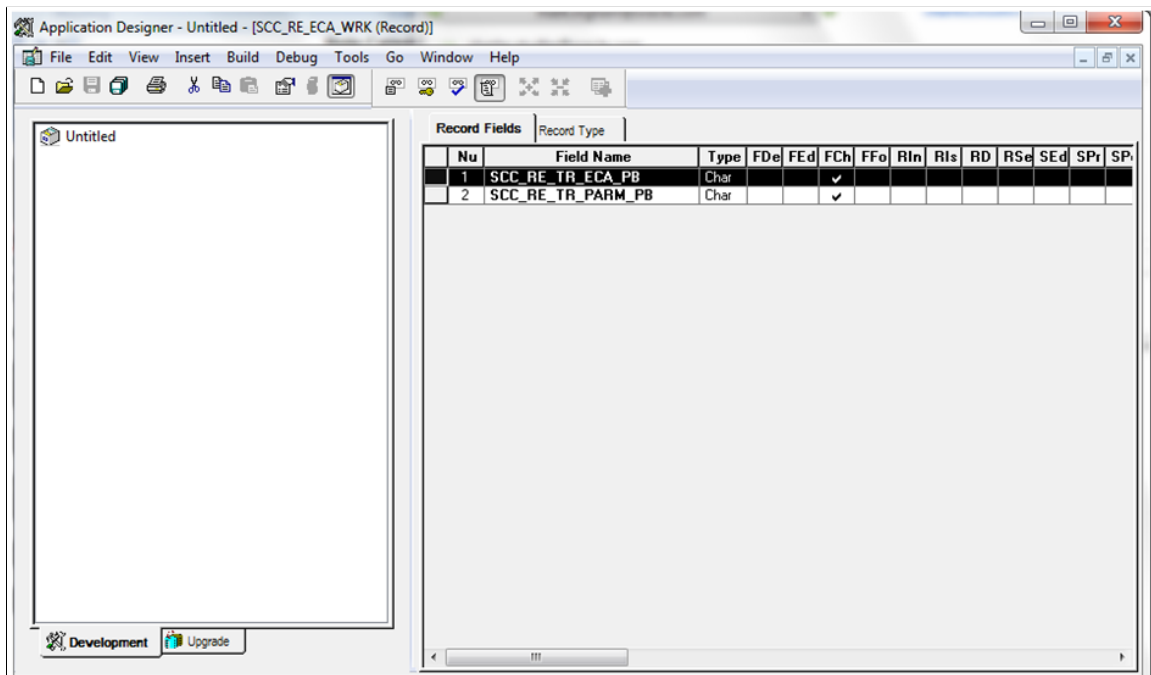 Application Designer - Untitled - [SCC_RE_ECA_WRK (Record)]
File Edit View Insert Build Debug Tools Go Window Help
Untitled
Record Fields Record Type
Nu Field Name Type FDe FEd FCh FFo RIn RIs RD RSe SEd SPr
1 SCC_RE_TR_ECA_PB Char
2 SCC_RE_TR_PARM_PB Char
Development Upgrade